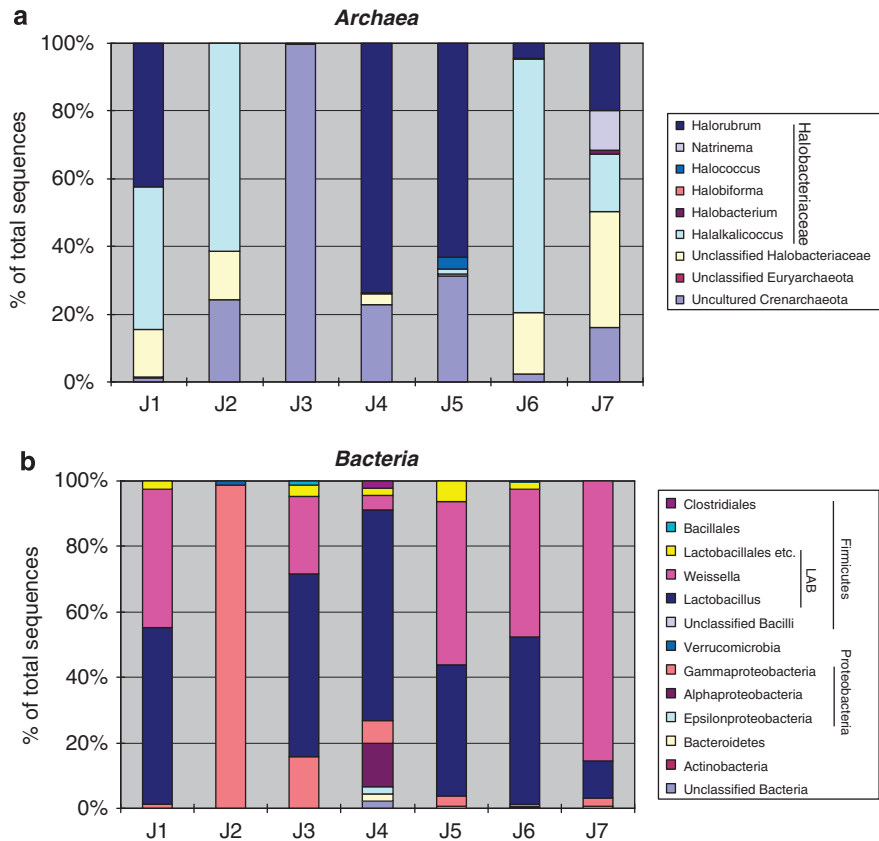 a
Archaea
100%
80%
60%
40%
20%
0%
% of total sequences
J1 J2 J3 J4 J5 J6 J7
Halorubrum
Natrinema
Halococcus
Halobiforma
Halobacterium
Halalkalicoccus
Unclassified Halobacteriaceae
Unclassified Euryarchaeota
Uncultured Crenarchaeota
Halobacteriaceae
b
Bacteria
100%
80%
60%
40%
20%
0%
% of total sequences
J1 J2 J3 J4 J5 J6 J7
Clostridiales
Bacillales
Lactobacillales etc.
Weissella
Lactobacillus
Unclassified Bacilli
Verrucomicrobia
Gammaproteobacteria
Alphaproteobacteria
Epsilonproteobacteria
Bacteroidetes
Actinobacteria
Unclassified Bacteria
LAB
Firmicutes
Proteobacteria